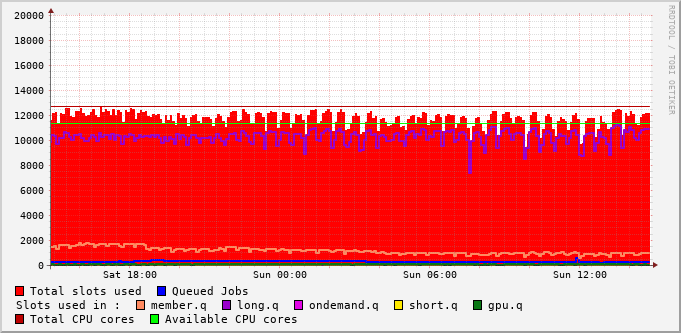 RRDTOOL / TOBI OETIKER
20000
18000
16000
14000
12000
10000
8000
6000
4000
2000
0
Sat 18:00 Sun 00:00 Sun 06:00 Sun 12:00
Total slots used Queued Jobs
Slots used in : member.q long.q ondemand.q short.q gpu.q
Total CPU cores Available CPU cores